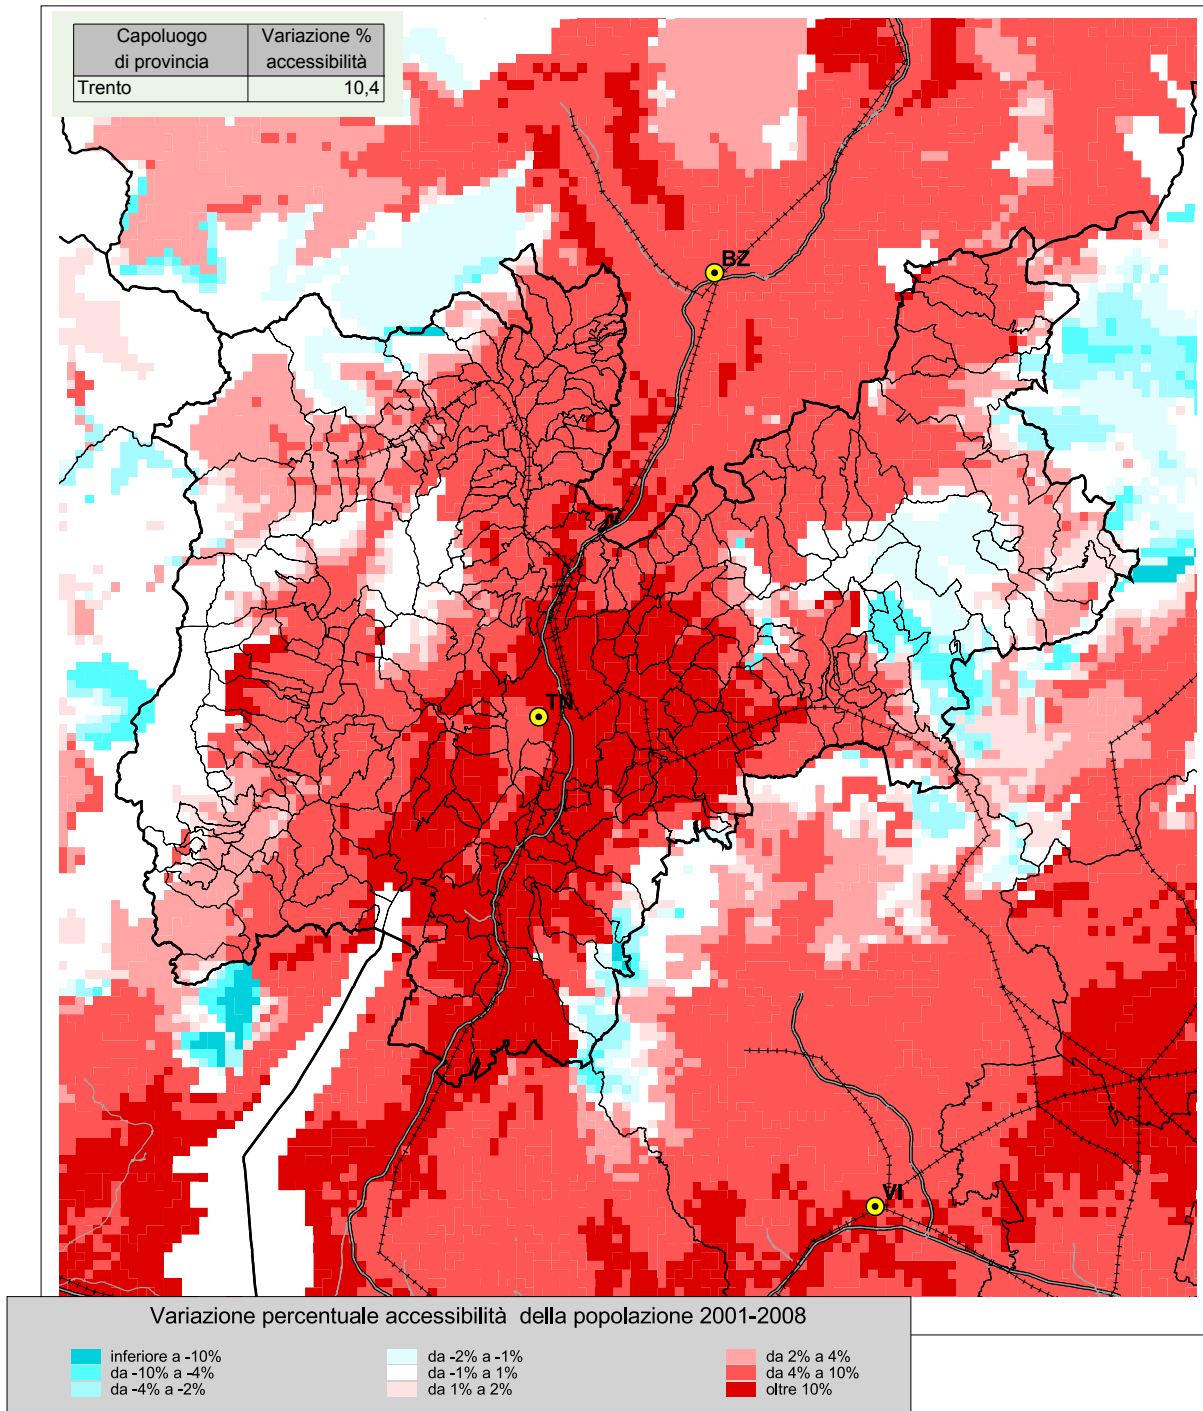 Capoluogo di provincia Variazione % accessibilità
Trento 10,4
BZ
TN
VI
Variazione percentuale accessibilità della popolazione 2001-2008
inferiore a -10%
da -10% a -4%
da -4% a -2%
da -2% a -1%
da -1% a 1%
da 1% a 2%
da 2% a 4%
da 4% a 10%
oltre 10%